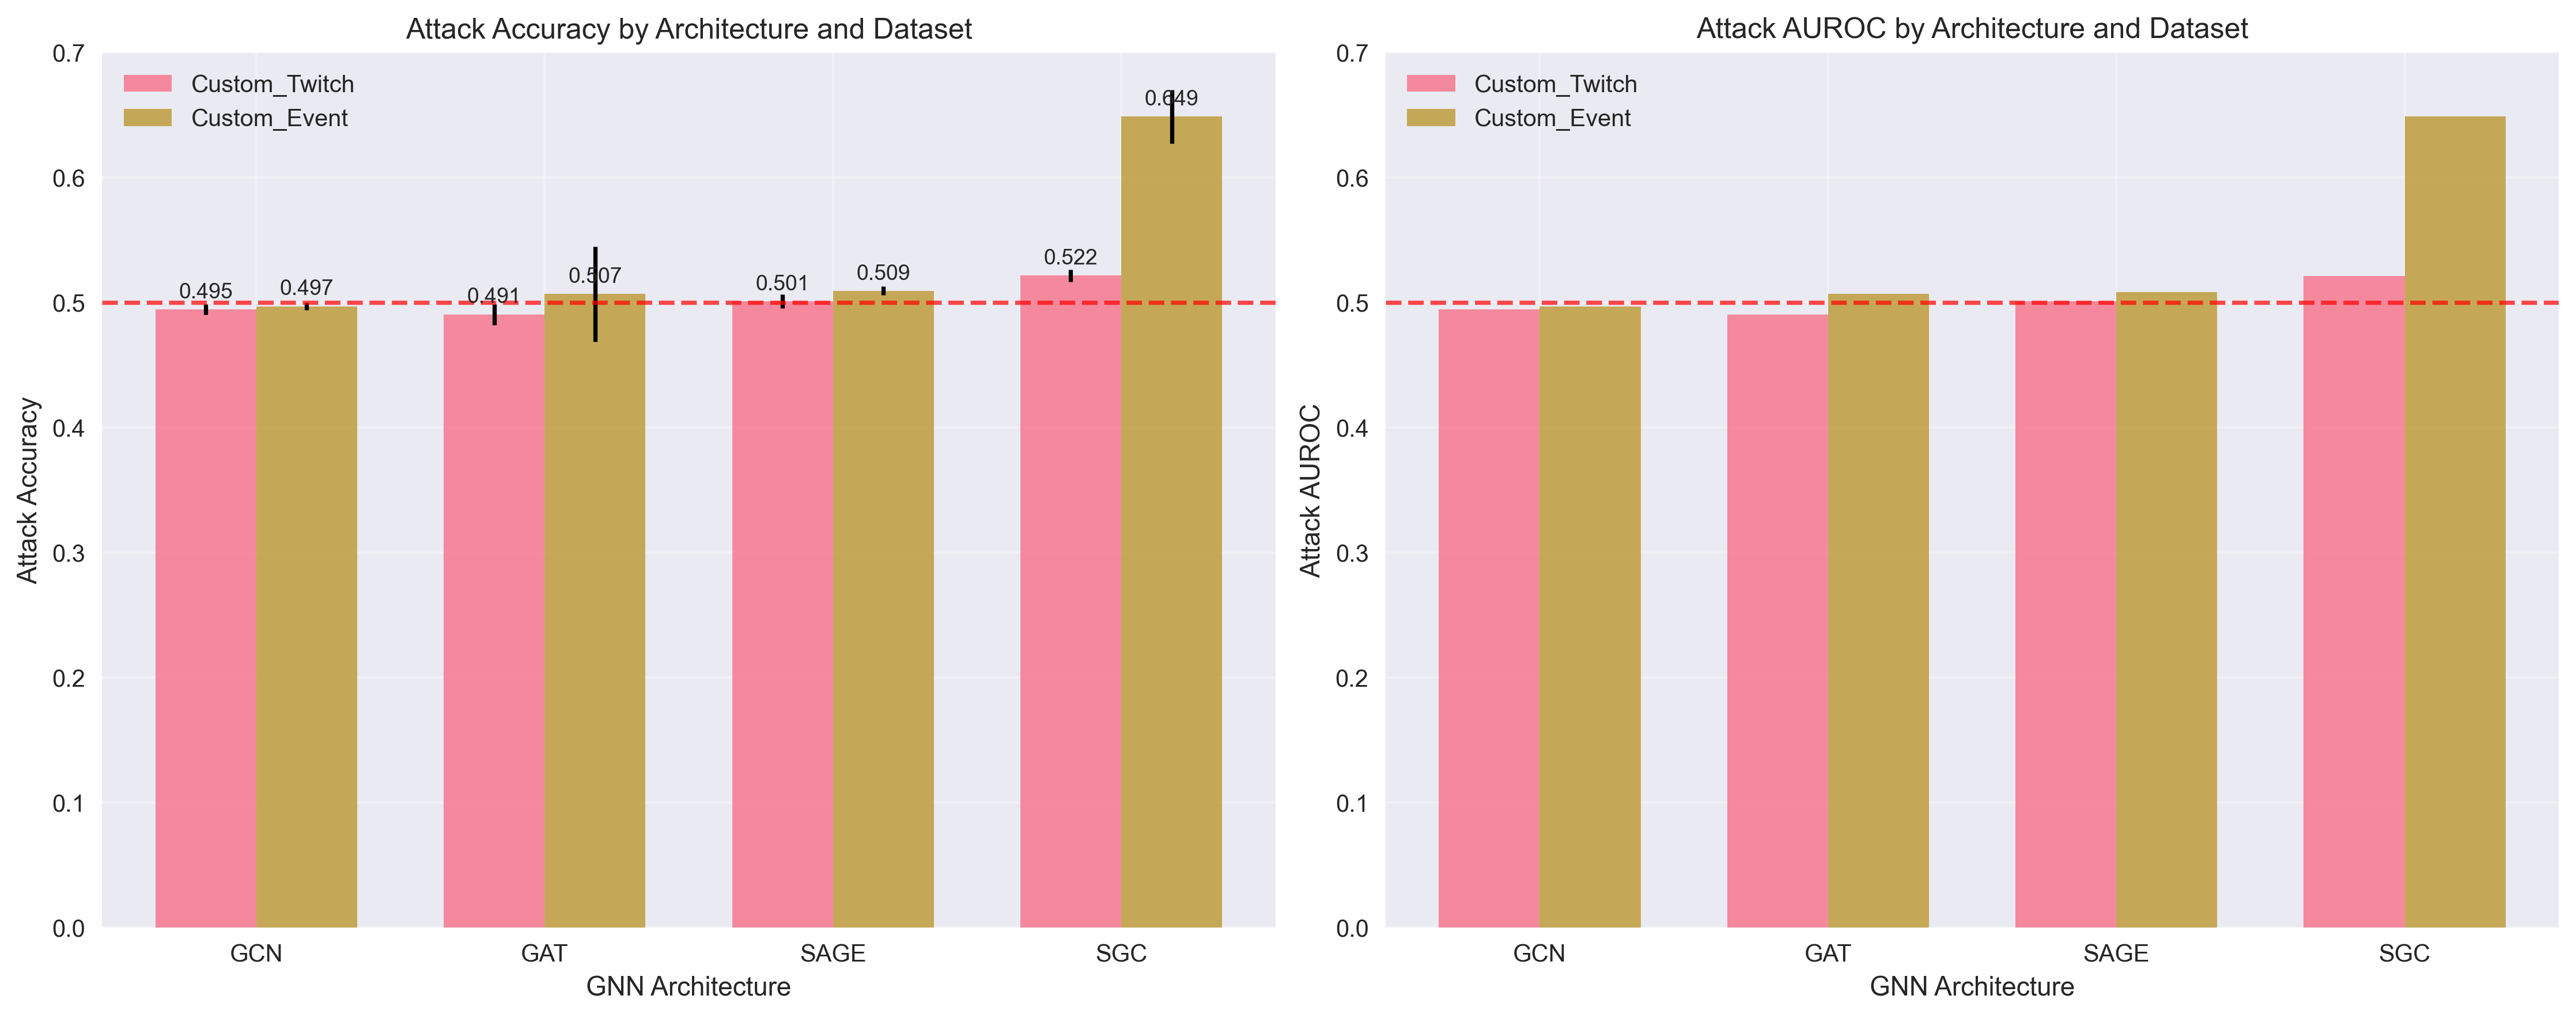 Attack Accuracy by Architecture and Dataset
Custom_Twitch
Custom_Event
0.7
0.6
0.5
0.4
0.3
0.2
0.1
0.0
Attack Accuracy
0.495
0.497
0.491
0.507
0.501
0.509
0.522
0.649
GCN
GAT
SAGE
SGC
GNN Architecture
Attack AUROC by Architecture and Dataset
Custom_Twitch
Custom_Event
0.7
0.6
0.5
0.4
0.3
0.2
0.1
0.0
Attack AUROC
GCN
GAT
SAGE
SGC
GNN Architecture